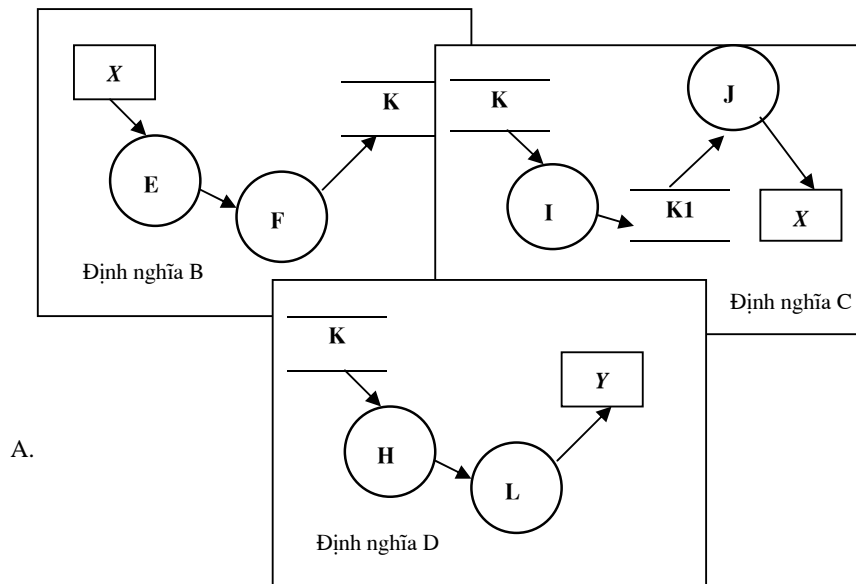 X
K
E
F
Định nghĩa B
K
J
I
K1
X
Định nghĩa C
K
Y
H
L
Định nghĩa D
A.